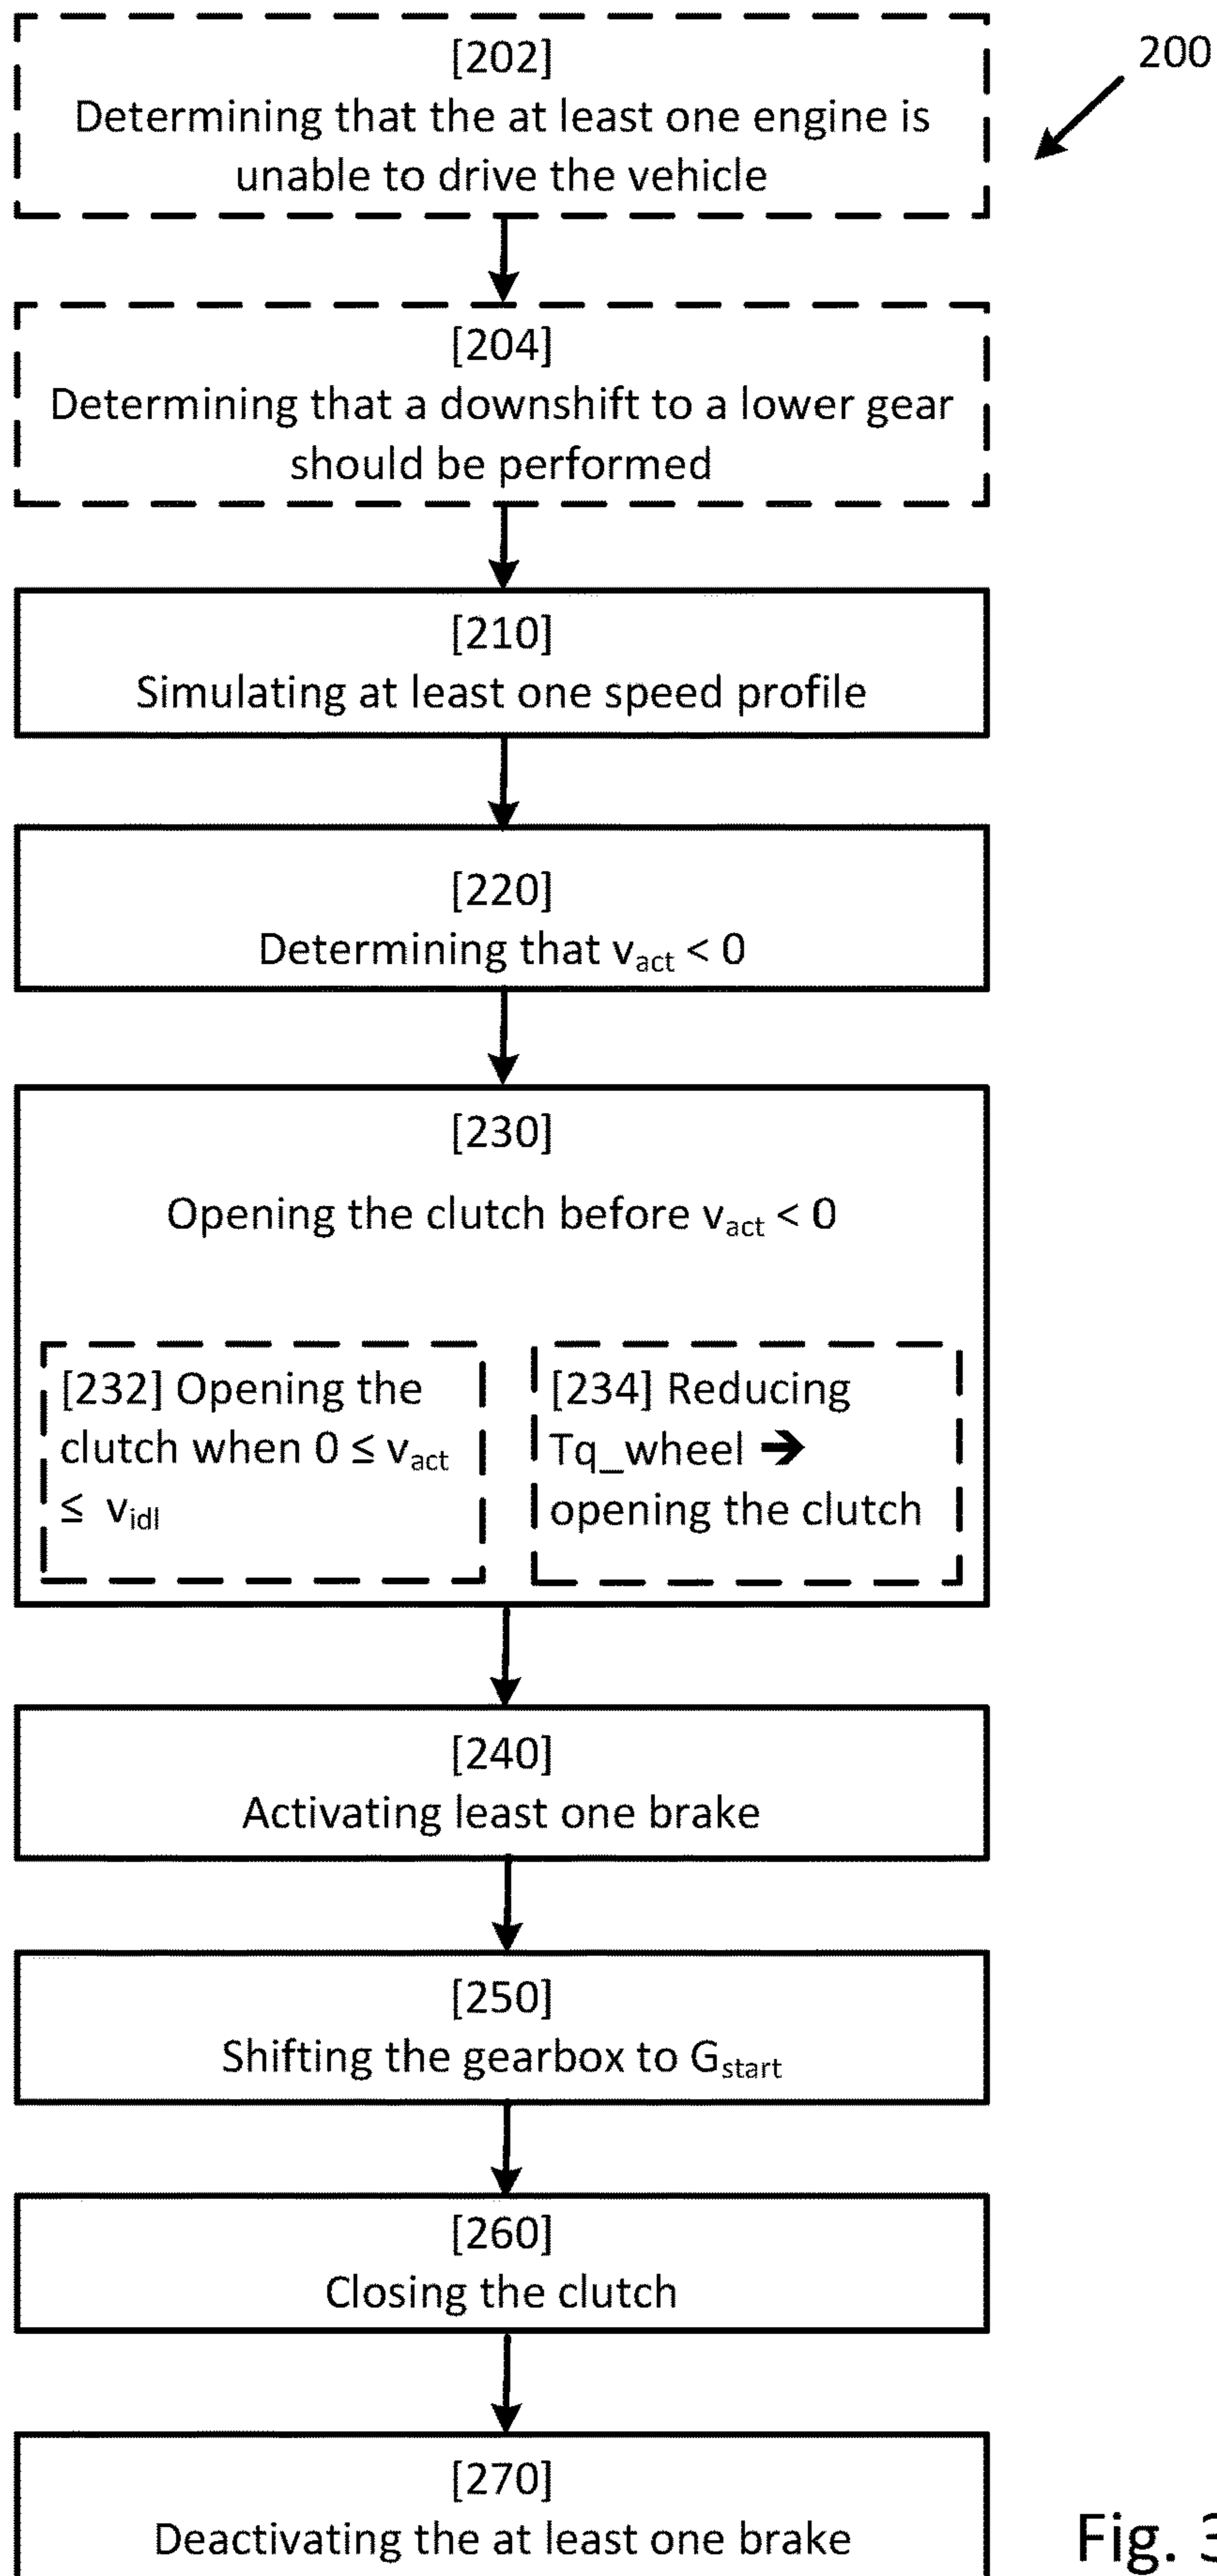 [202]
Determining that the at least one engine is
unable to drive the vehicle
200
[204]
Determining that a downshift to a lower gear
should be performed
[210]
Simulating at least one speed profile
[220]
Determining that vact < 0
[230]
Opening the clutch before vact < 0
[232] Opening the
clutch when 0 ≤ vact
≤ vidl
[234] Reducing
Tq_wheel ➔
opening the clutch
[240]
Activating least one brake
[250]
Shifting the gearbox to Gstart
[260]
Closing the clutch
[270]
Deactivating the at least one brake
Fig. 3